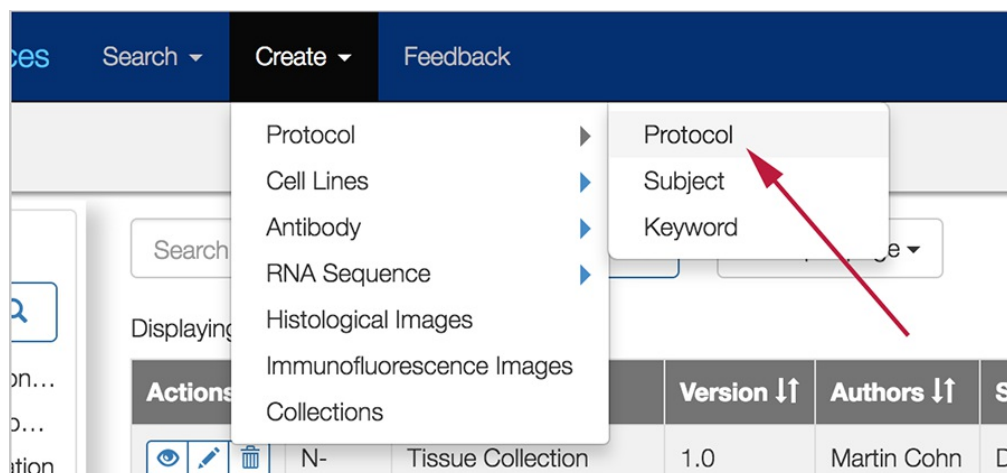 Search
Create
Feedback
Protocol
Cell Lines
Antibody
RNA Sequence
Histological Images
Immunofluorescence Images
Collections
Protocol
Subject
Keyword
Search
Displaying
Actions
Version
Authors
N-
Tissue Collection
1.0
Martin Cohn